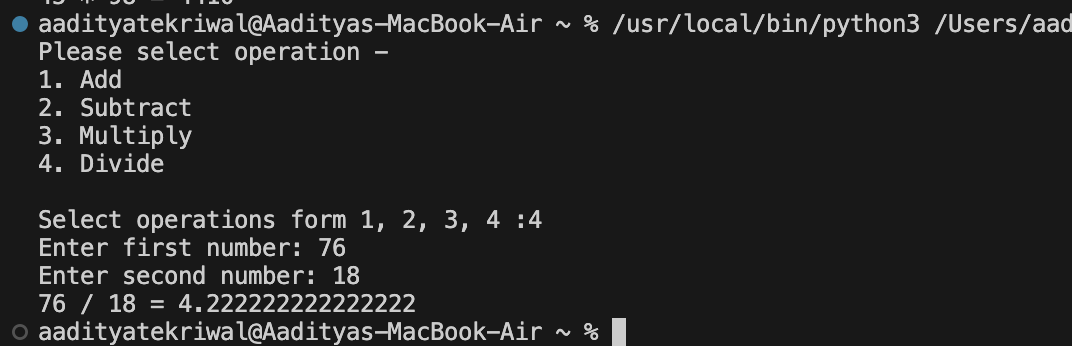 aadityatekriwal@Aadityas-MacBook-Air ~ % /usr/local/bin/python3 /Users/aad
Please select operation -
1. Add
2. Subtract
3. Multiply
4. Divide
Select operations form 1, 2, 3, 4 :4
Enter first number: 76
Enter second number: 18
76 / 18 = 4.222222222222222
aadityatekriwal@Aadityas-MacBook-Air ~ %